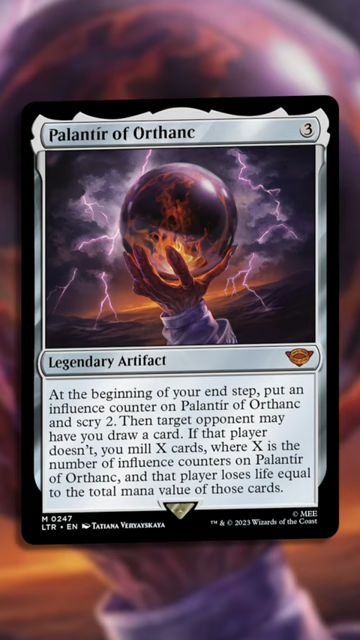 Palantír of Orthanc 3
Legendary Artifact
At the beginning of your end step, put an
influence counter on Palantír of Orthanc
and scry 2. Then target opponent may
have you draw a card. If that player
doesn't, you mill X cards, where X is the
number of influence counters on Palantír
of Orthanc, and that player loses life equal
to the total mana value of those cards.
M 0247
LTR • EN Tatiana Veryayskaya
© MEE
™ & © 2023 Wizards of the Coast